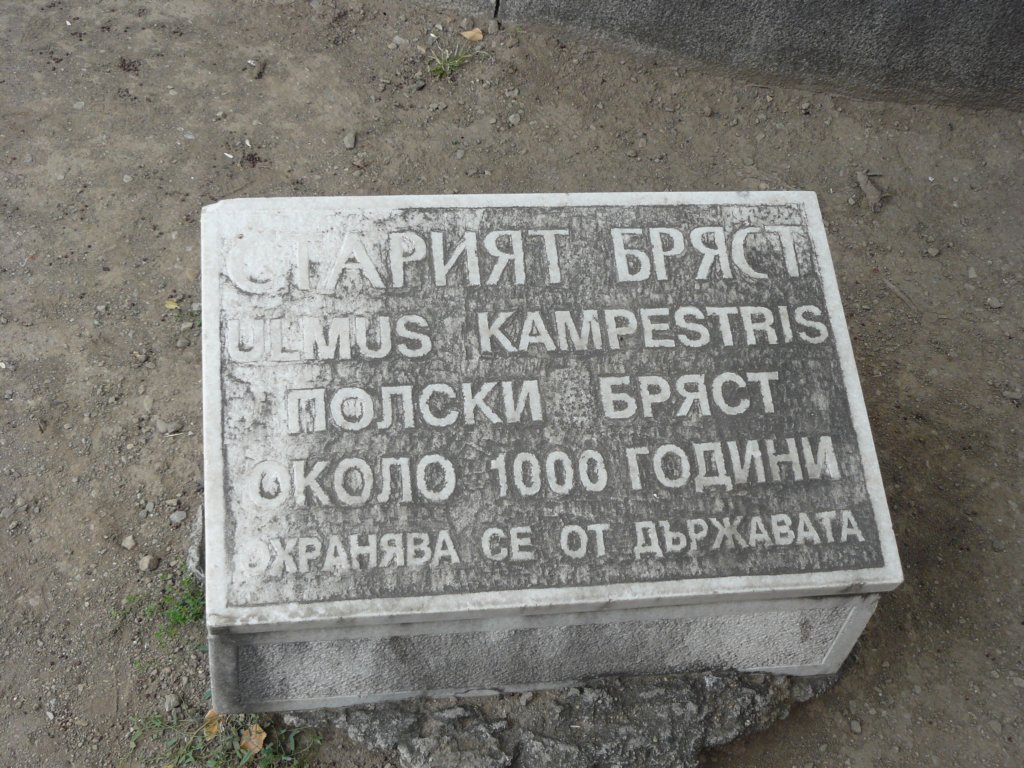 СТАРИЯТ БРЯСТ
ULMUS KAMPESTRIS
ПОЛСКИ БРЯСТ
ОКОЛО 1000 ГОДИНИ
ОХРАНЯВА СЕ ОТ ДЪРЖАВАТА